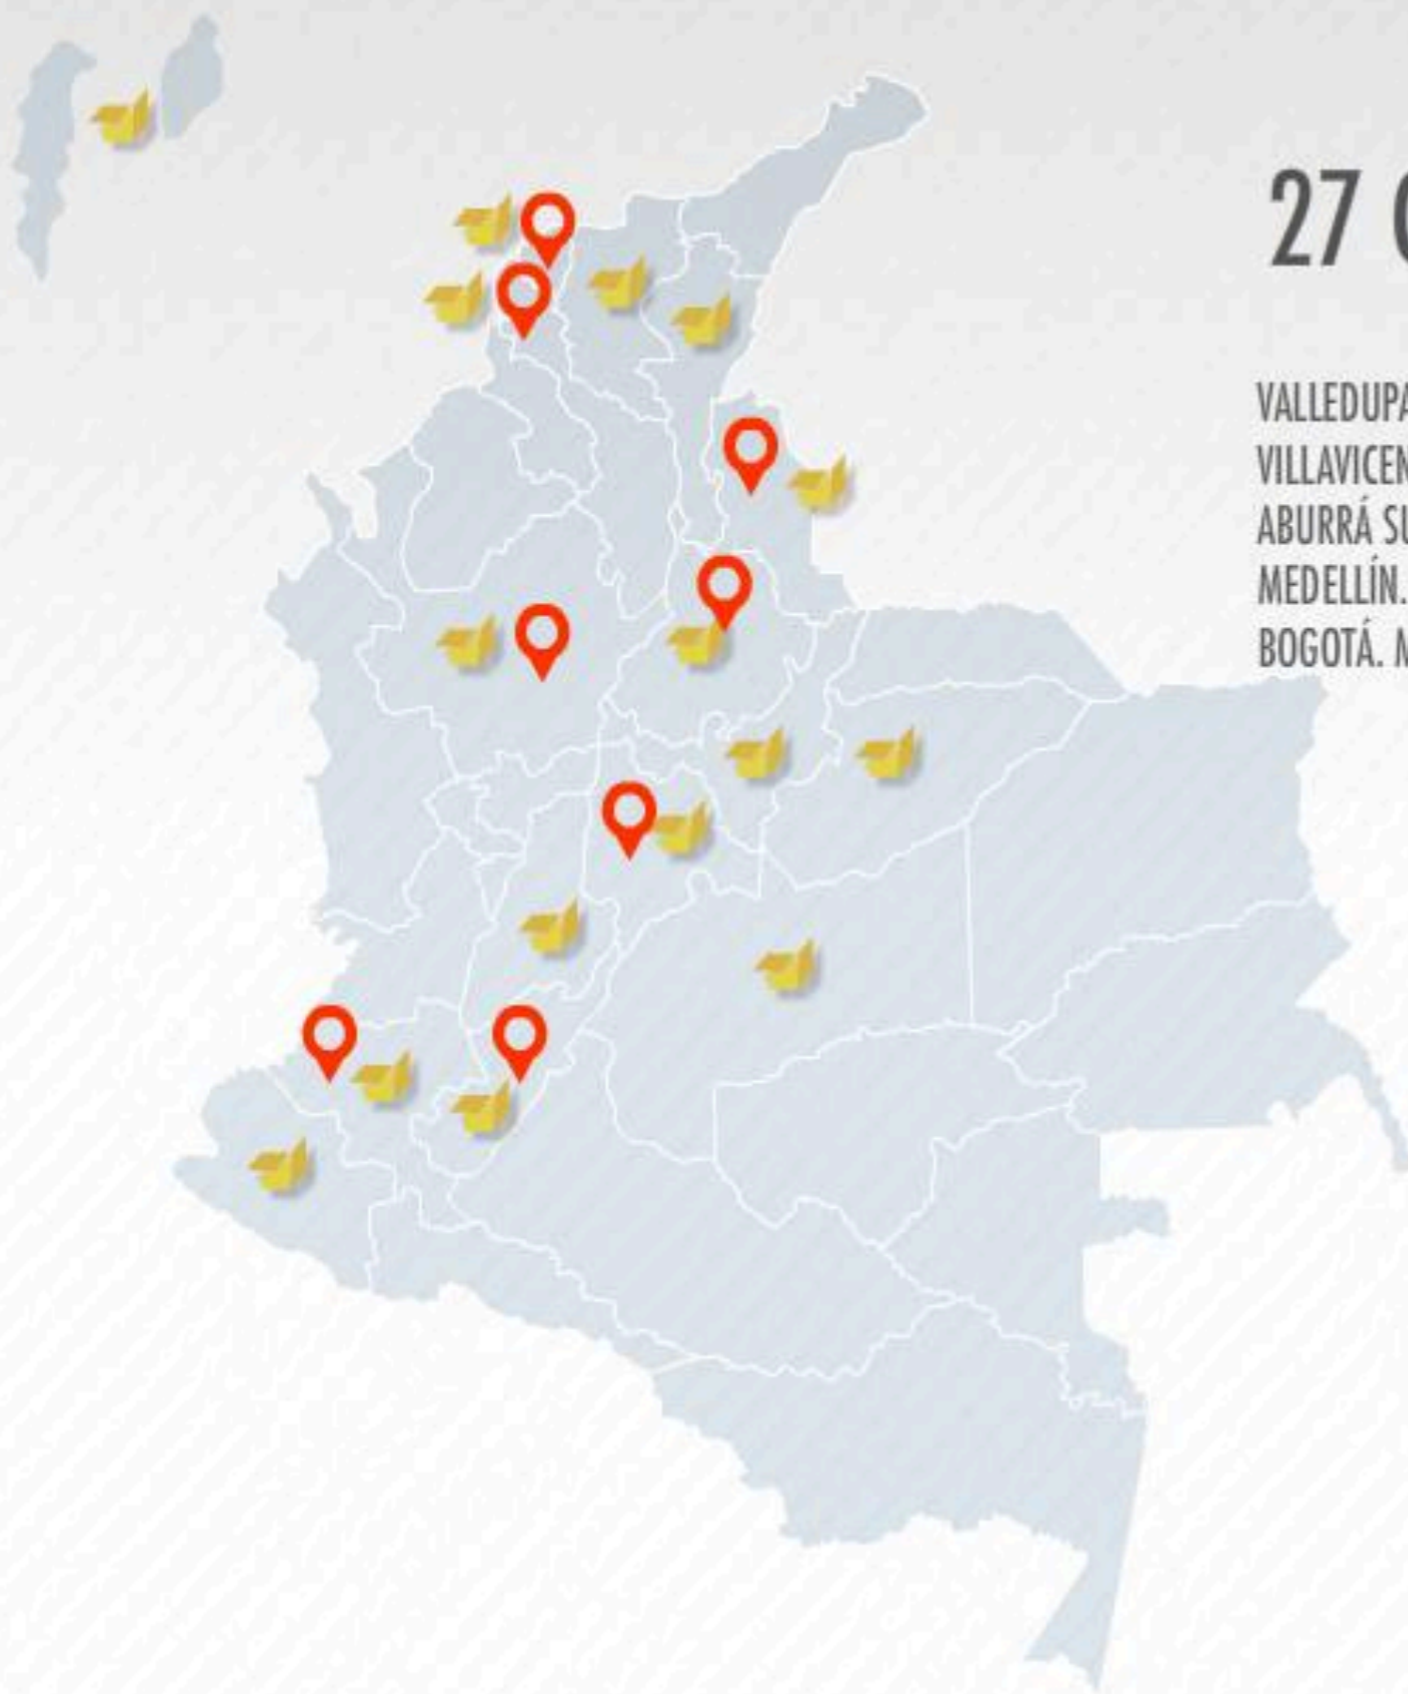 27
VALLEDUPA
VILLAVICEN
ABURRÁ SU
MEDELLÍN.
BOGOTÁ. M